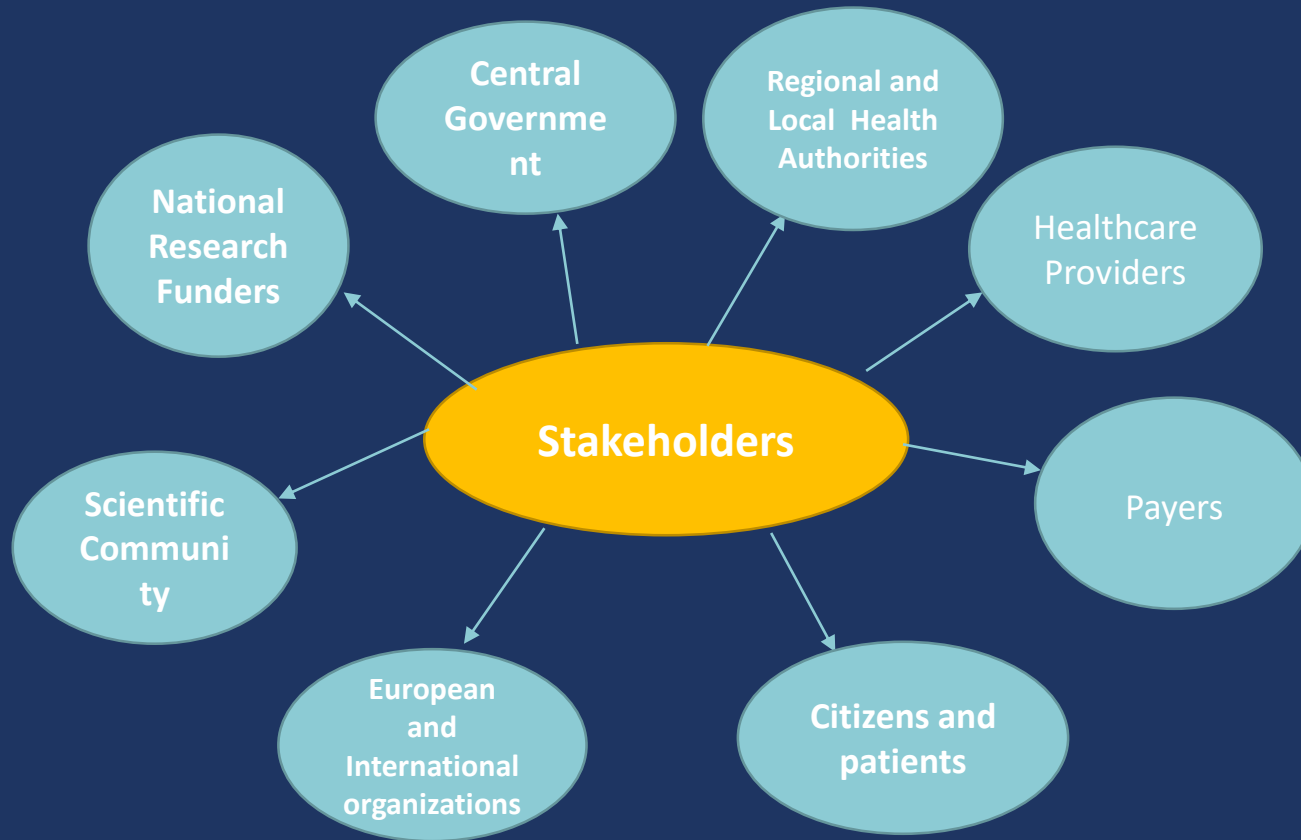 Central
Governme
nt
Regional and
Local  Health
Authorities
National
Research
Funders
Healthcare
Providers
Stakeholders
Scientific
Communi
ty
Payers
European
and
International
organizations
Citizens and
patients